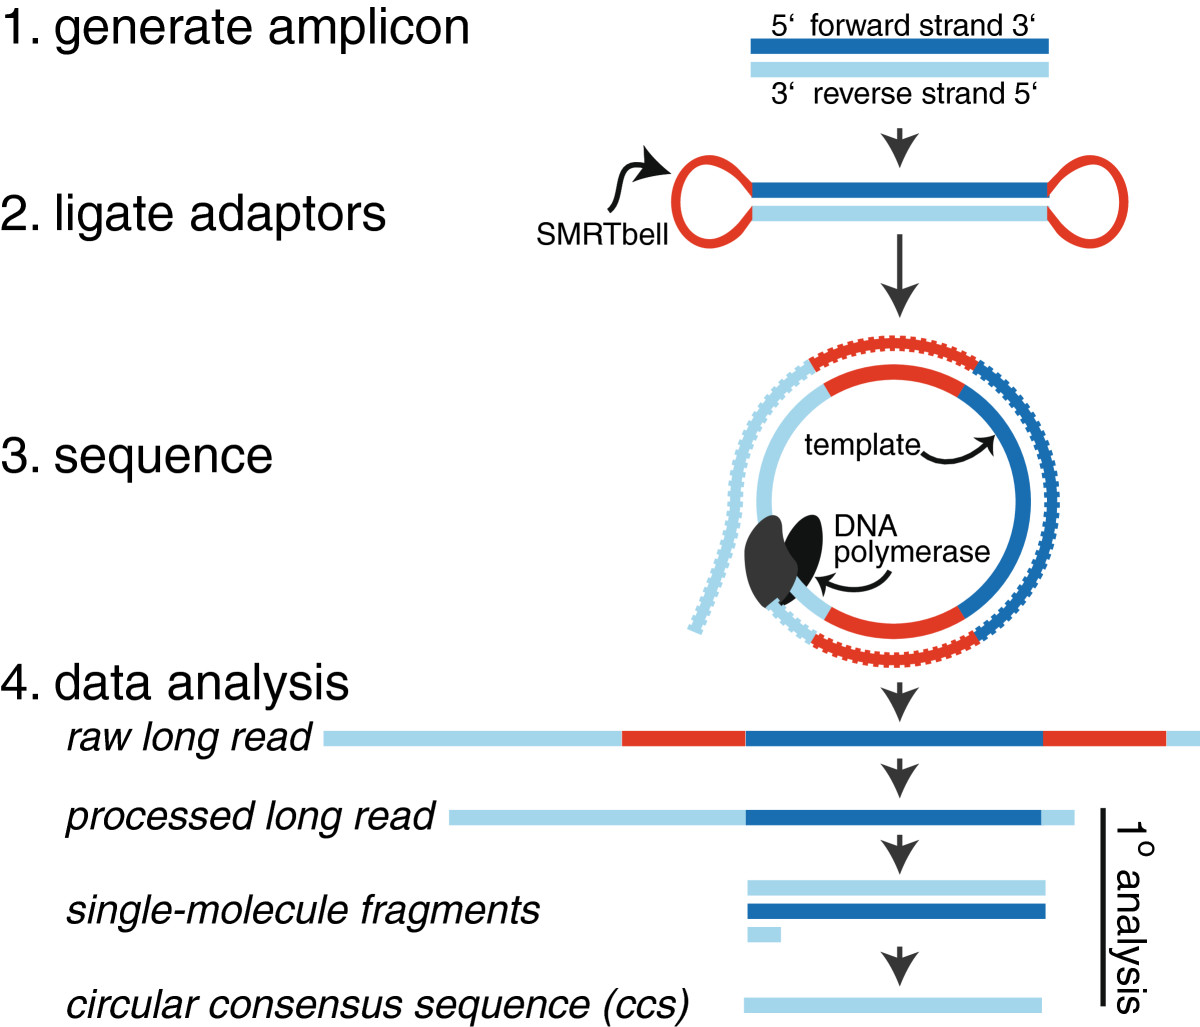 1. generate amplicon
5‘ forward strand 3‘
3‘ reverse strand 5‘
2. ligate adaptors
SMRTbell
3. sequence
template
DNA
polymerase
4. data analysis
raw long read
processed long read
single-molecule fragments
circular consensus sequence (ccs)
1º analysis